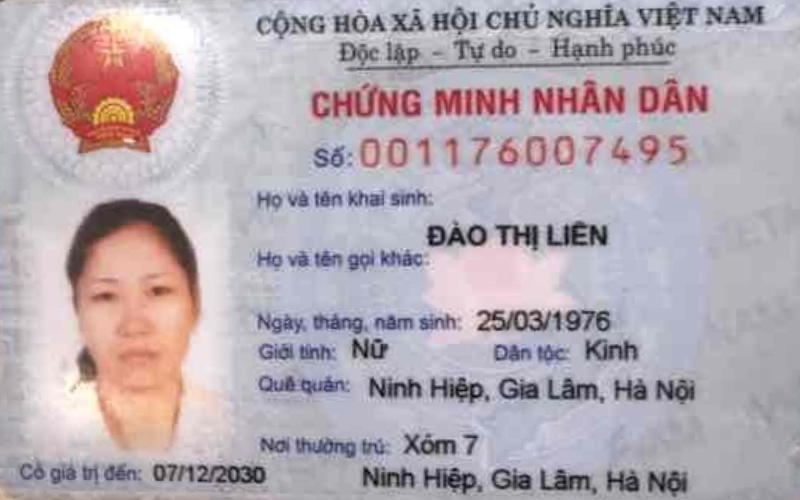 CỘNG HÒA XÃ HỘI CHỦ NGHĨA VIỆT NAM
Độc lập - Tự do - Hạnh phúc
CHỨNG MINH NHÂN DÂN
Số: 001176007495
Họ và tên khai sinh:
ĐÀO THỊ LIÊN
Họ và tên gọi khác:
Ngày, tháng, năm sinh: 25/03/1976
Giới tính: Nữ Dân tộc: Kinh
Quê quán: Ninh Hiệp, Gia Lâm, Hà Nội
Nơi thường trú: Xóm 7
Có giá trị đến: 07/12/2030 Ninh Hiệp, Gia Lâm, Hà Nội